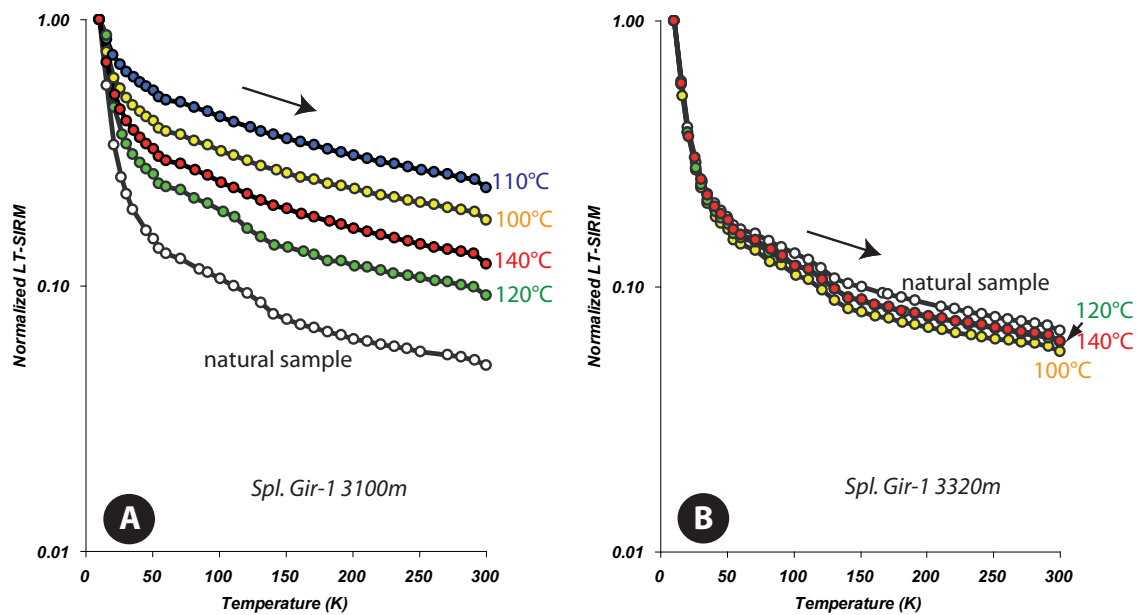 1.00
0.10
0.01
Normalized LT-SIRM
0
50
100
150
200
250
300
Temperature (K)
110°C
100°C
140°C
120°C
natural sample
Spl. Gir-1 3100m
A
1.00
0.10
0.01
Normalized LT-SIRM
0
50
100
150
200
250
300
Temperature (K)
natural sample
120°C
140°C
100°C
Spl. Gir-1 3320m
B